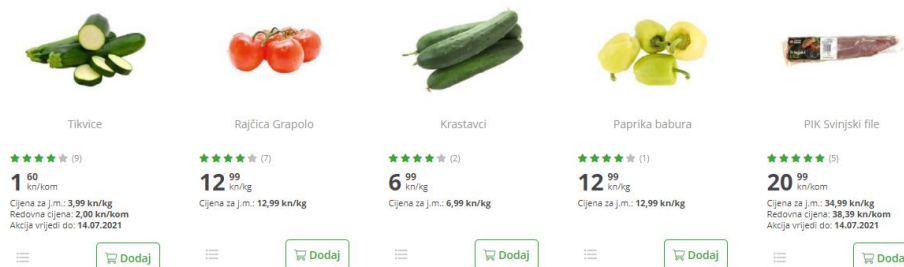 Tikvice
(9)
1 60 kn/kom
Cijena za j.m.: 3,99 kn/kg
Redovna cijena: 2,00 kn/kom
Akcija vrijedi do: 14.07.2021
Dodaj
Rajčica Grapolo
(7)
12 99 kn/kg
Cijena za j.m.: 12,99 kn/kg
Dodaj
Krastavci
(2)
6 99 kn/kg
Cijena za j.m.: 6,99 kn/kg
Dodaj
Paprika babura
(1)
12 99 kn/kg
Cijena za j.m.: 12,99 kn/kg
Dodaj
PIK Svinjski file
(5)
20 99 kn/kom
Cijena za j.m.: 34,99 kn/kg
Redovna cijena: 38,39 kn/kom
Akcija vrijedi do: 14.07.2021
Doda